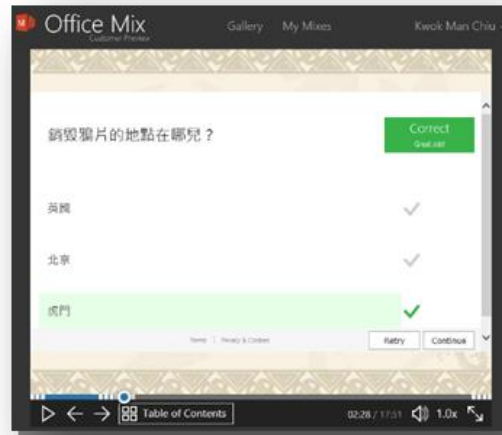 Office Mix
Customer Preview
Gallery My Mixes Kwok Man Chiu
銷毀鴉片的地點在哪兒？
Correct
Great job!
英國
北京
虎門
Terms | Privacy & Cookies
Retry Continue
Table of Contents 02:28 / 17:51 1.0x